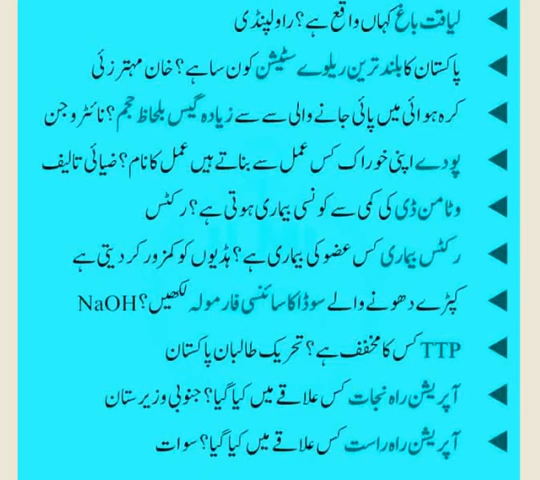 لیاقت باغ کہاں واقع ہے؟ راولپنڈی
پاکستان کا بلند ترین ریلوے سٹیشن کون سا ہے؟ خان مہترزئی
کرہ ہوائی میں پائی جانے والی سے سے زیادہ گیس بلحاظ حجم؟ نائٹروجن
پودے اپنی خوراک کس عمل سے بناتے ہیں عمل کا نام؟ ضیائی تالیف
وٹامن ڈی کی کمی سے کونسی بیماری ہوتی ہے؟ رکٹس
رکٹس بیماری کس عضو کی بیماری ہے؟ ہڈیوں کو کمزور کر دیتی ہے
کپڑے دھونے والے سوڈا کا سائنسی فارمولہ لکھیں؟ NaOH
TTP کس کا مخفف ہے؟ تحریک طالبان پاکستان
آپریشن راہ نجات کس علاقے میں کیا گیا؟ جنوبی وزیرستان
آپریشن راہ راست کس علاقے میں کیا گیا؟ سوات